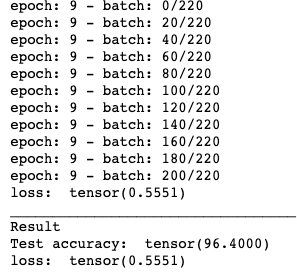 epoch: 9 - batch: 0/220
epoch: 9 - batch: 20/220
epoch: 9 - batch: 40/220
epoch: 9 - batch: 60/220
epoch: 9 - batch: 80/220
epoch: 9 - batch: 100/220
epoch: 9 - batch: 120/220
epoch: 9 - batch: 140/220
epoch: 9 - batch: 160/220
epoch: 9 - batch: 180/220
epoch: 9 - batch: 200/220
loss:  tensor(0.5551)
Result
Test accuracy:  tensor(96.4000)
loss:  tensor(0.5551)